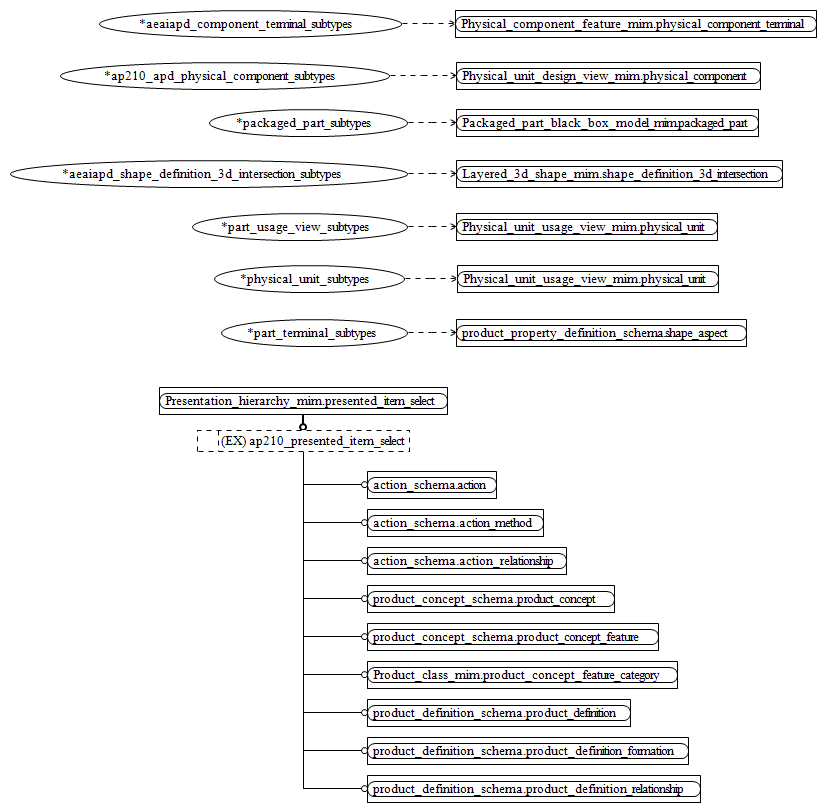 *aeaiapd_component_terminal_subtypes
Physical_component_feature_mim.physical_component_terminal
*ap210_apd_physical_component_subtypes
Physical_unit_design_view_mim.physical_component
*packaged_part_subtypes
Packaged_part_black_box_model_mim.packaged_part
*aeaiapd_shape_definition_3d_intersection_subtypes
Layered_3d_shape_mim.shape_definition_3d_intersection
*part_usage_view_subtypes
Physical_unit_usage_view_mim.physical_unit
*physical_unit_subtypes
Physical_unit_usage_view_mim.physical_unit
*part_terminal_subtypes
product_property_definition_schema.shape_aspect
Presentation_hierarchy_mim.presented_item_select
(EX) ap210_presented_item_select
action_schema.action
action_schema.action_method
action_schema.action_relationship
product_concept_schema.product_concept
product_concept_schema.product_concept_feature
Product_class_mim.product_concept_feature_category
product_definition_schema.product_definition
product_definition_schema.product_definition_formation
product_definition_schema.product_definition_relationship